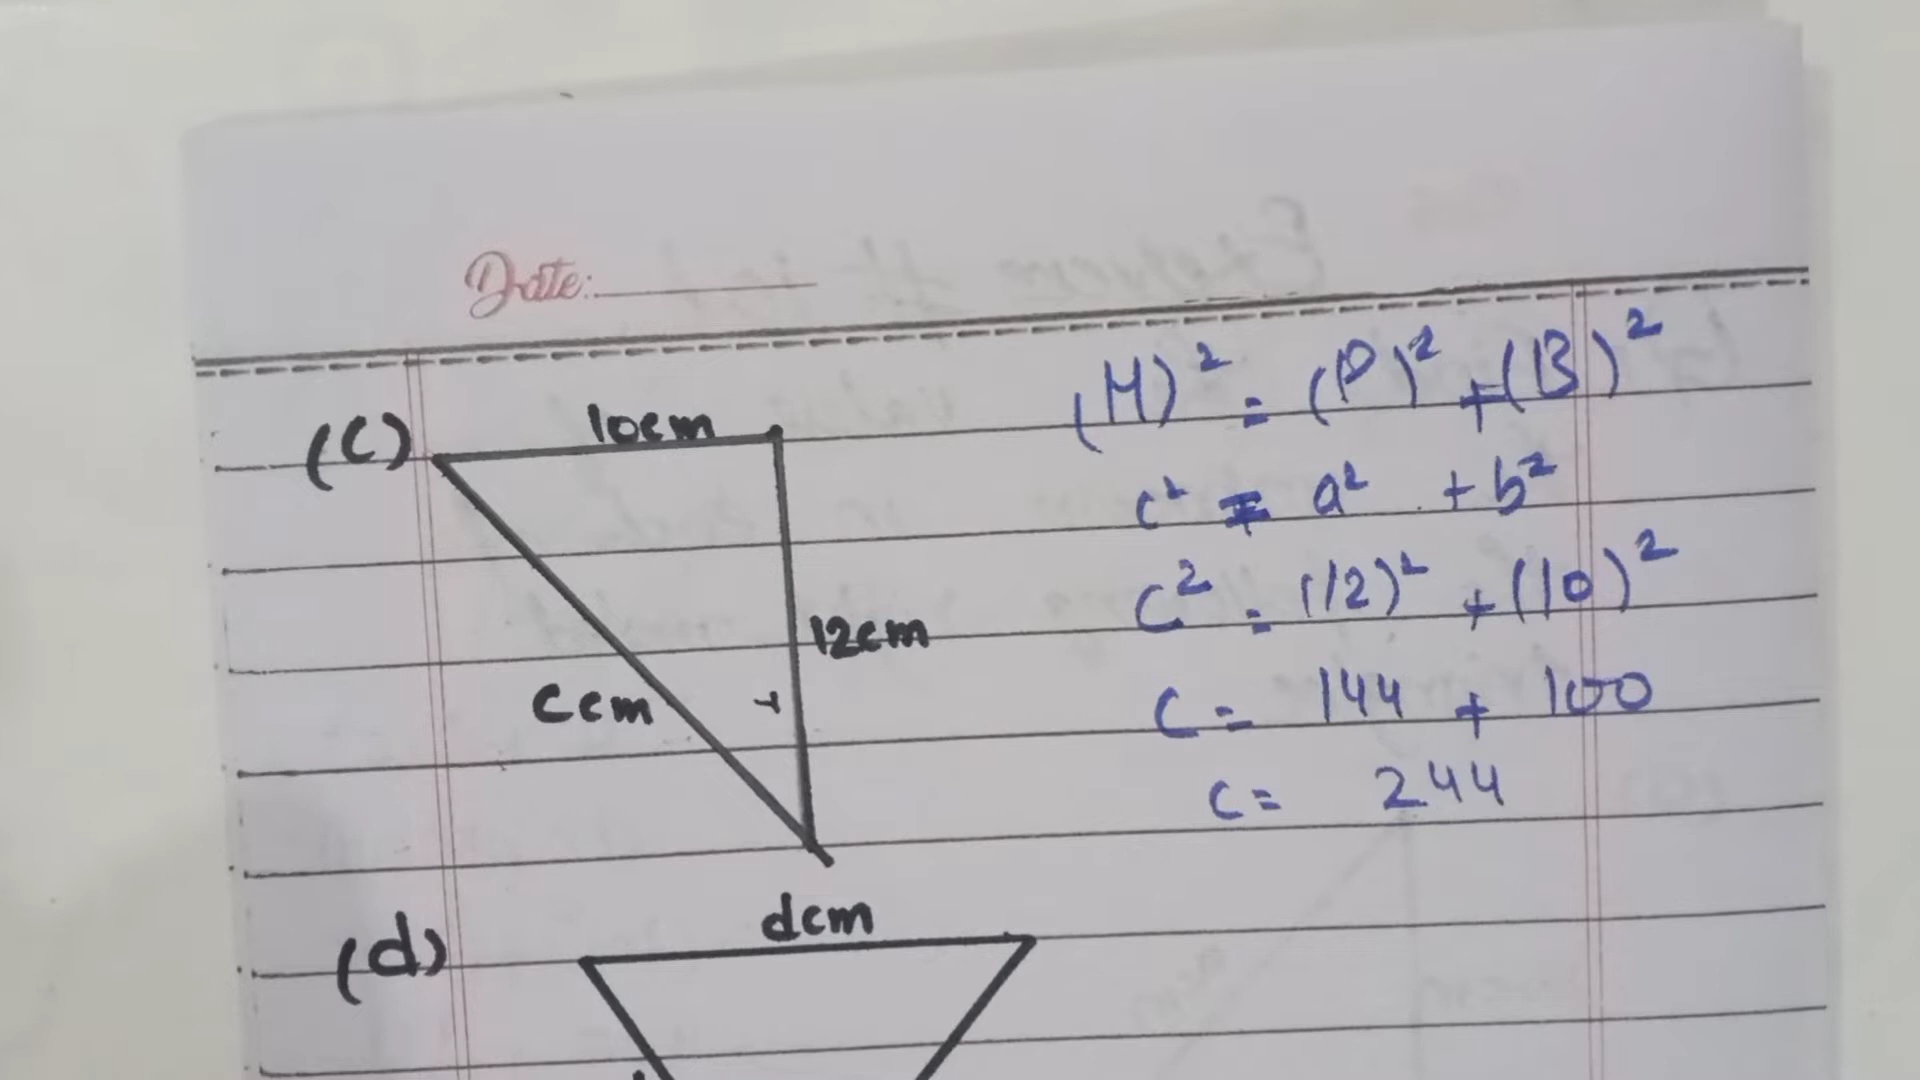 Date:
(C)
10cm
12cm
Ccm
(H)² = (P)² + (B)²
c² = a² + b²
C² = (12)² + (10)²
C = 144 + 100
C = 244
(d)
dcm